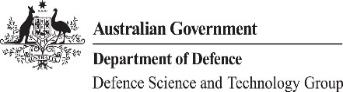 Australian Government
Department of Defence
Defence Science and Technology Group